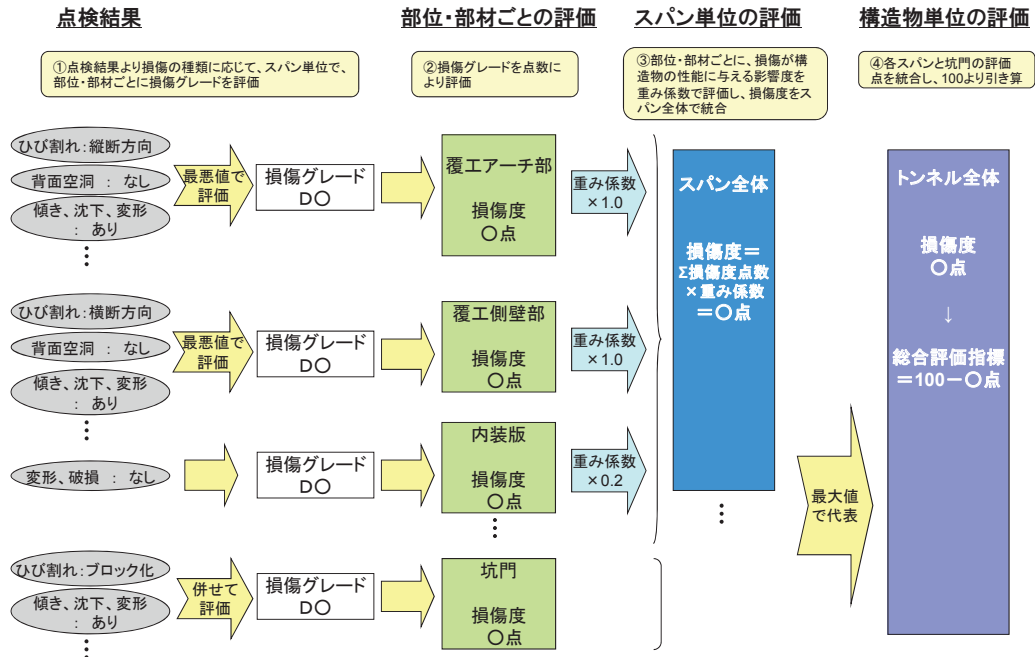 点検結果
部位・部材ごとの評価
スパン単位の評価
構造物単位の評価
①点検結果より損傷の種類に応じて、スパン単位で、
部位・部材ごとに損傷グレードを評価
②損傷グレードを点数に
より評価
③部位・部材ごとに、損傷が構
造物の性能に与える影響度を
重み係数で評価し、損傷度をス
パン全体で統合
④各スパンと坑門の評価
点を統合し、100より引き算
ひび割れ:縦断方向
背面空洞 : なし
傾き、沈下、変形
: あり
⋮
最悪値で
評価
損傷グレード
D〇
覆工アーチ部
損傷度
〇点
重み係数
×1.0
ひび割れ:横断方向
背面空洞 : なし
傾き、沈下、変形
: あり
⋮
最悪値で
評価
損傷グレード
D〇
覆工側壁部
損傷度
〇点
重み係数
×1.0
変形、破損 : なし
損傷グレード
D〇
内装版
損傷度
〇点
⋮
重み係数
×0.2
ひび割れ:ブロック化
傾き、沈下、変形
: あり
⋮
併せて
評価
損傷グレード
D〇
坑門
損傷度
〇点
スパン全体
損傷度=
Σ損傷度点数
×重み係数
=〇点
⋮
最大値
で代表
トンネル全体
損傷度
〇点
↓
総合評価指標
=100-〇点